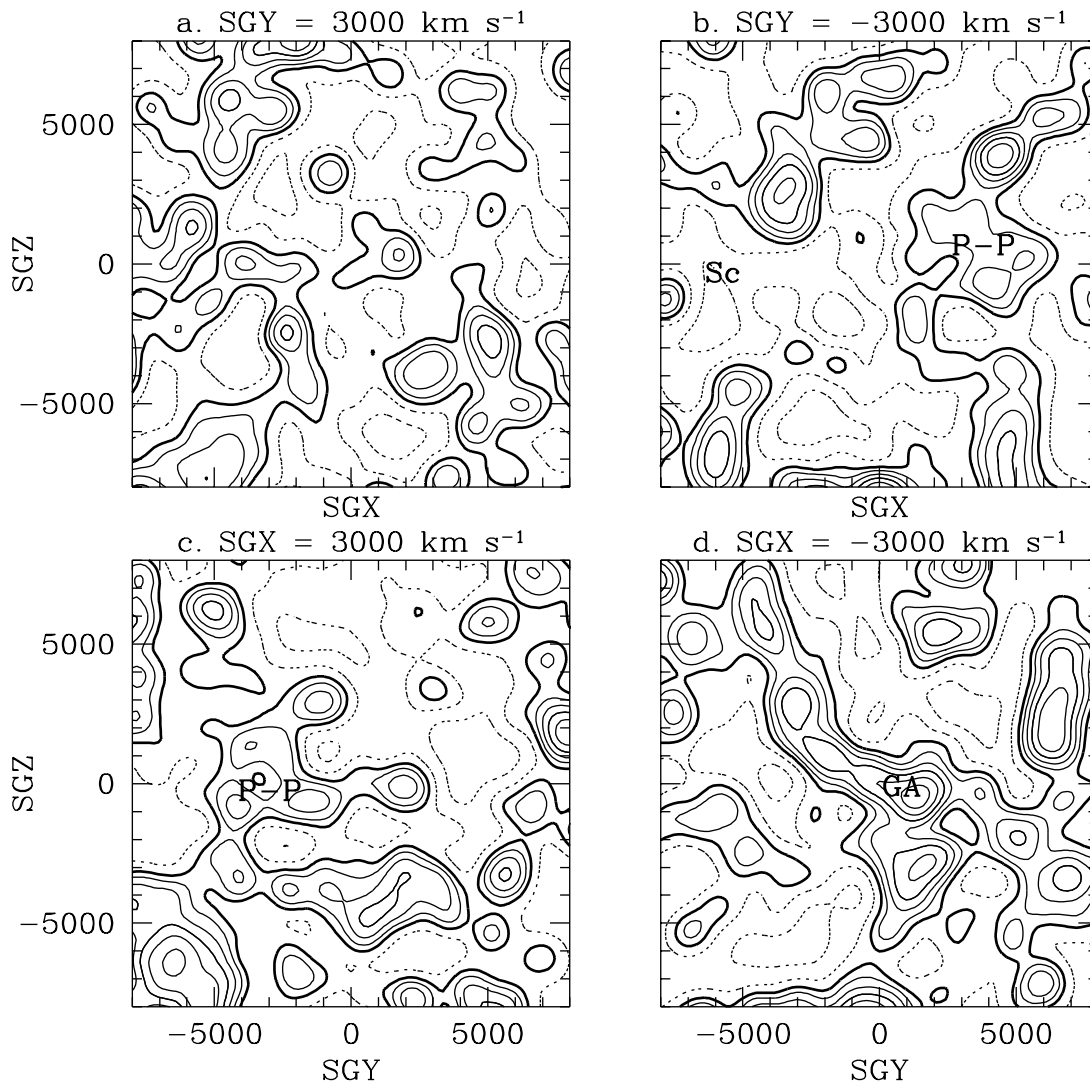 a. SGY = 3000 km s⁻¹
b. SGY = −3000 km s⁻¹
5000
0
−5000
SGZ
P−P
Sc
SGX
SGX
c. SGX = 3000 km s⁻¹
d. SGX = −3000 km s⁻¹
5000
0
−5000
SGZ
P−P
GA
−5000
0
5000
−5000
0
5000
SGY
SGY